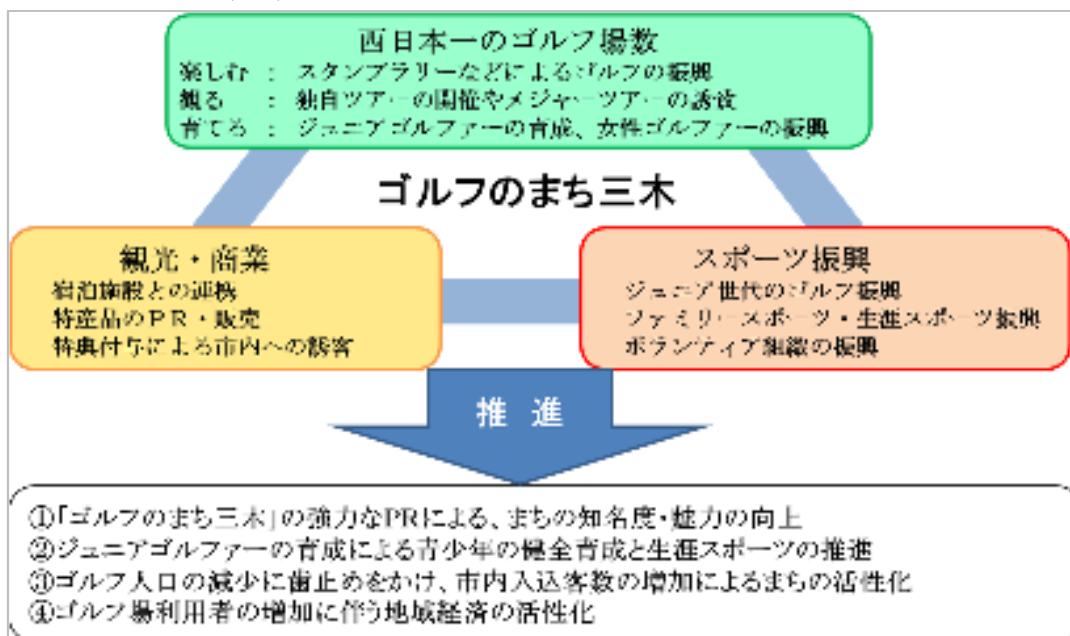 西日本一のゴルフ場数
楽しむ : スタンプラリーなどによるゴルフの振興
観る : 独自ツアーの開催やメジャーツアーの誘致
育てる : ジュニアゴルファーの育成、女性ゴルファーの振興
ゴルフのまち三木
観光・商業
宿泊施設との連携
特産品のPR・販売
特典付与による市内への誘客
スポーツ振興
ジュニア世代のゴルフ振興
ファミリースポーツ・生涯スポーツ振興
ボランティア組織の振興
推 進
①「ゴルフのまち三木」の強力なPRによる、まちの知名度・魅力の向上
②ジュニアゴルファーの育成による青少年の健全育成と生涯スポーツの推進
③ゴルフ人口の減少に歯止めをかけ、市内入込客数の増加によるまちの活性化
④ゴルフ場利用者の増加に伴う地域経済の活性化